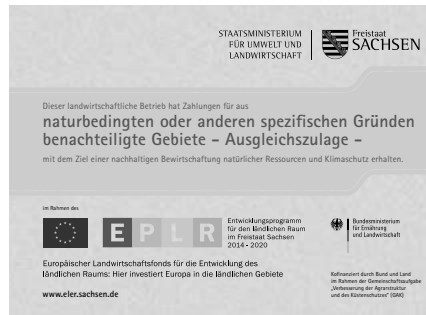 STAATSMINISTERIUM
FÜR UMWELT UND
LANDWIRTSCHAFT
Freistaat
SACHSEN
Dieser landwirtschaftliche Betrieb hat Zahlungen für aus
naturbedingten oder anderen spezifischen Gründen
benachteiligte Gebiete – Ausgleichszulage –
mit dem Ziel einer nachhaltigen Bewirtschaftung natürlicher Ressourcen und Klimaschutz erhalten.
im Rahmen des
EPLR
Entwicklungsprogramm
für den ländlichen Raum
im Freistaat Sachsen
2014 - 2020
Bundesministerium
für Ernährung
und Landwirtschaft
Europäischer Landwirtschaftsfonds für die Entwicklung des
ländlichen Raums: Hier investiert Europa in die ländlichen Gebiete
www.eler.sachsen.de
Kofinanziert durch Bund und Land
im Rahmen der Gemeinschaftsaufgabe
„Verbesserung der Agrarstruktur
und des Küstenschutzes" (GAK)